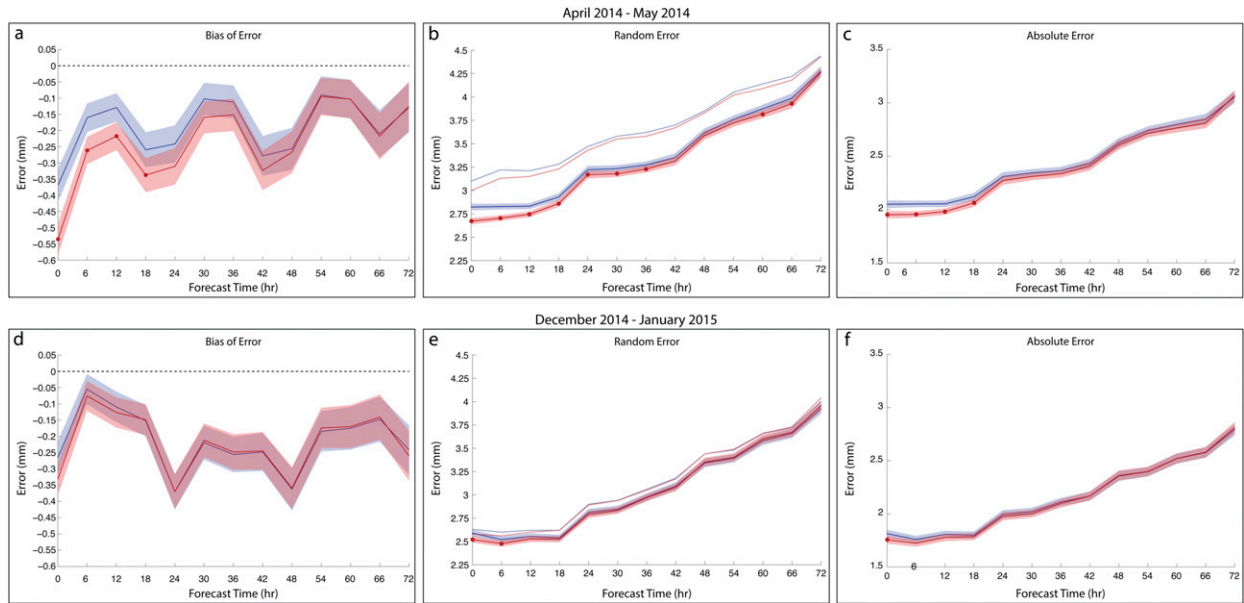 April 2014 - May 2014
a
Bias of Error
0.05
0
−0.05
−0.1
−0.15
−0.2
−0.25
−0.3
−0.35
−0.4
−0.45
−0.5
−0.55
−0.6
Error (mm)
0 6 12 18 24 30 36 42 48 54 60 66 72
Forecast Time (hr)
b
Random Error
4.5
4.25
4
3.75
3.5
3.25
3
2.75
2.5
2.25
Error (mm)
0 6 12 18 24 30 36 42 48 54 60 66 72
Forecast Time (hr)
c
Absolute Error
3.5
3
2.5
2
1.5
Error (mm)
0 6 12 18 24 30 36 42 48 54 60 66 72
Forecast Time (hr)
December 2014 - January 2015
d
Bias of Error
0.05
0
−0.05
−0.1
−0.15
−0.2
−0.25
−0.3
−0.35
−0.4
−0.45
−0.5
−0.55
−0.6
Error (mm)
0 6 12 18 24 30 36 42 48 54 60 66 72
Forecast Time (hr)
e
Random Error
4.5
4.25
4
3.75
3.5
3.25
3
2.75
2.5
2.25
Error (mm)
0 6 12 18 24 30 36 42 48 54 60 66 72
Forecast Time (hr)
f
Absolute Error
3.5
3
2.5
2
1.5
Error (mm)
0 6 12 18 24 30 36 42 48 54 60 66 72
Forecast Time (hr)